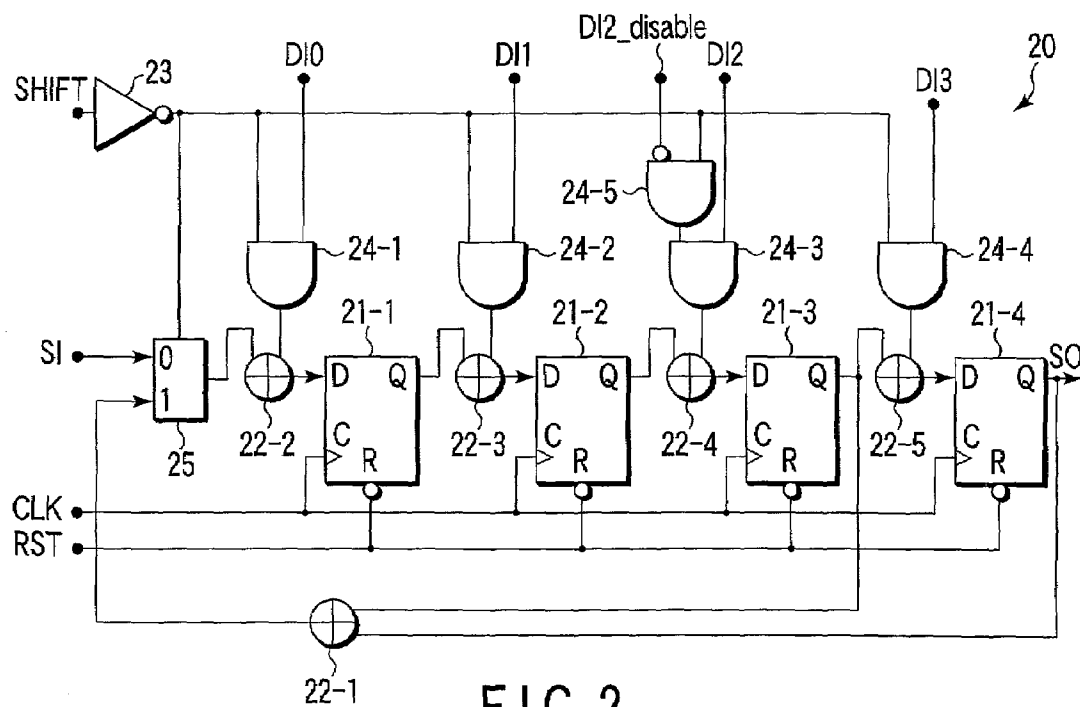 DI2_disable
DI0
DI1
DI2
20
SHIFT
23
DI3
24-5
24-1
24-2
24-3
24-4
21-1
21-2
21-3
21-4
SI
0
1
25
22-2
D
Q
C
R
22-3
D
Q
C
R
22-4
D
Q
C
R
22-5
D
Q
C
R
SO
CLK
RST
22-1
FIG. 2